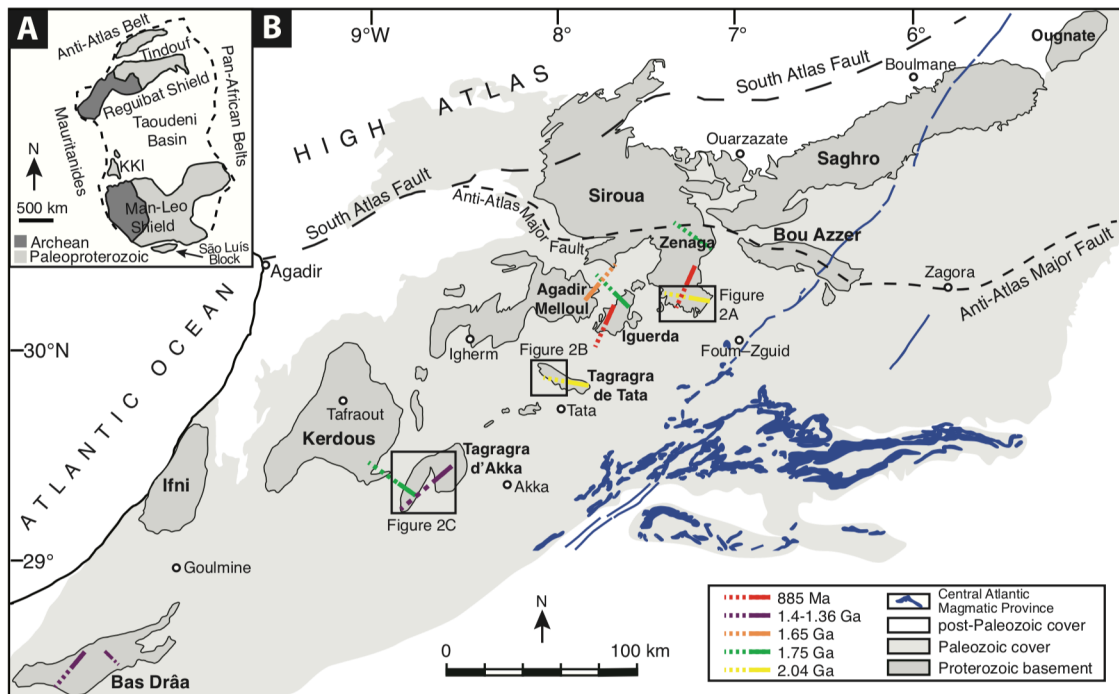 A
Anti-Atlas Belt
Tindouf
Reguibat Shield
Pan-African Belts
Taoudeni
Basin
Mauritanides
N
KKI
500 km
Man-Leo
Shield
Archean
Paleoproterozoic
São Luis
Block
B
9°W
8°
7°
6°
Ougnate
Boulmane
South Atlas Fault
HIGH ATLAS
Ouarzazate
Saghro
Siroua
South Atlas Fault
Anti-Atlas
Major
Fault
Zenaga
Bou Azzer
Agadir
Zagora
Anti-Atlas Major Fault
Agadir
Melloul
Figure
2A
Iguerda
ATLANTIC OCEAN
30°N
Igherm
Figure 2B
Foum–Zguid
Tagragra
de Tata
Tata
Tafraout
Kerdous
Tagragra
d'Akka
Akka
Ifni
Figure 2C
29°
Goulmine
Bas Drâa
N
0
100 km
885 Ma
1.4-1.36 Ga
1.65 Ga
1.75 Ga
2.04 Ga
Central Atlantic
Magmatic Province
post-Paleozoic cover
Paleozoic cover
Proterozoic basement